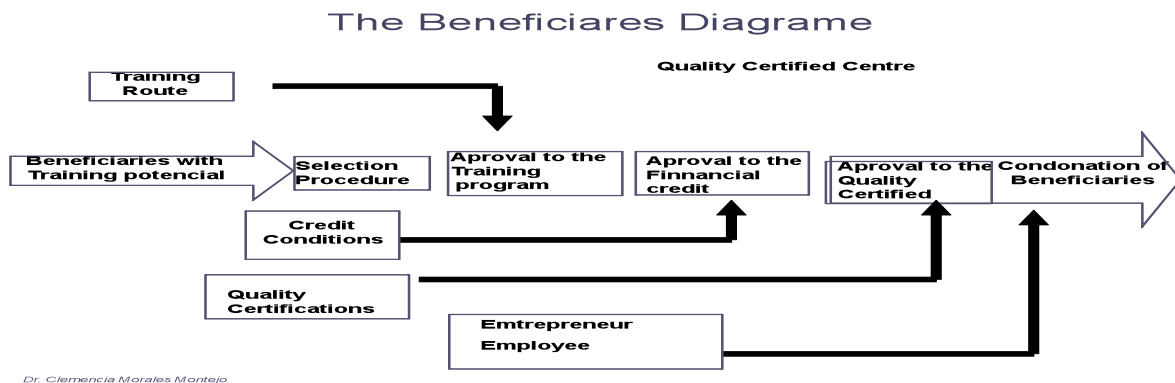 The Beneficiares Diagrame
Quality Certified Centre
Training
Route
Beneficiaries with
Training potencial
Selection
Procedure
Aproval to the
Training
program
Aproval to the
Finnancial
credit
Aproval to the
Quality
Certified
Condonation of
Beneficiaries
Credit
Conditions
Quality
Certifications
Emtrepreneur
Employee
Dr. Clemencia Morales Montejo